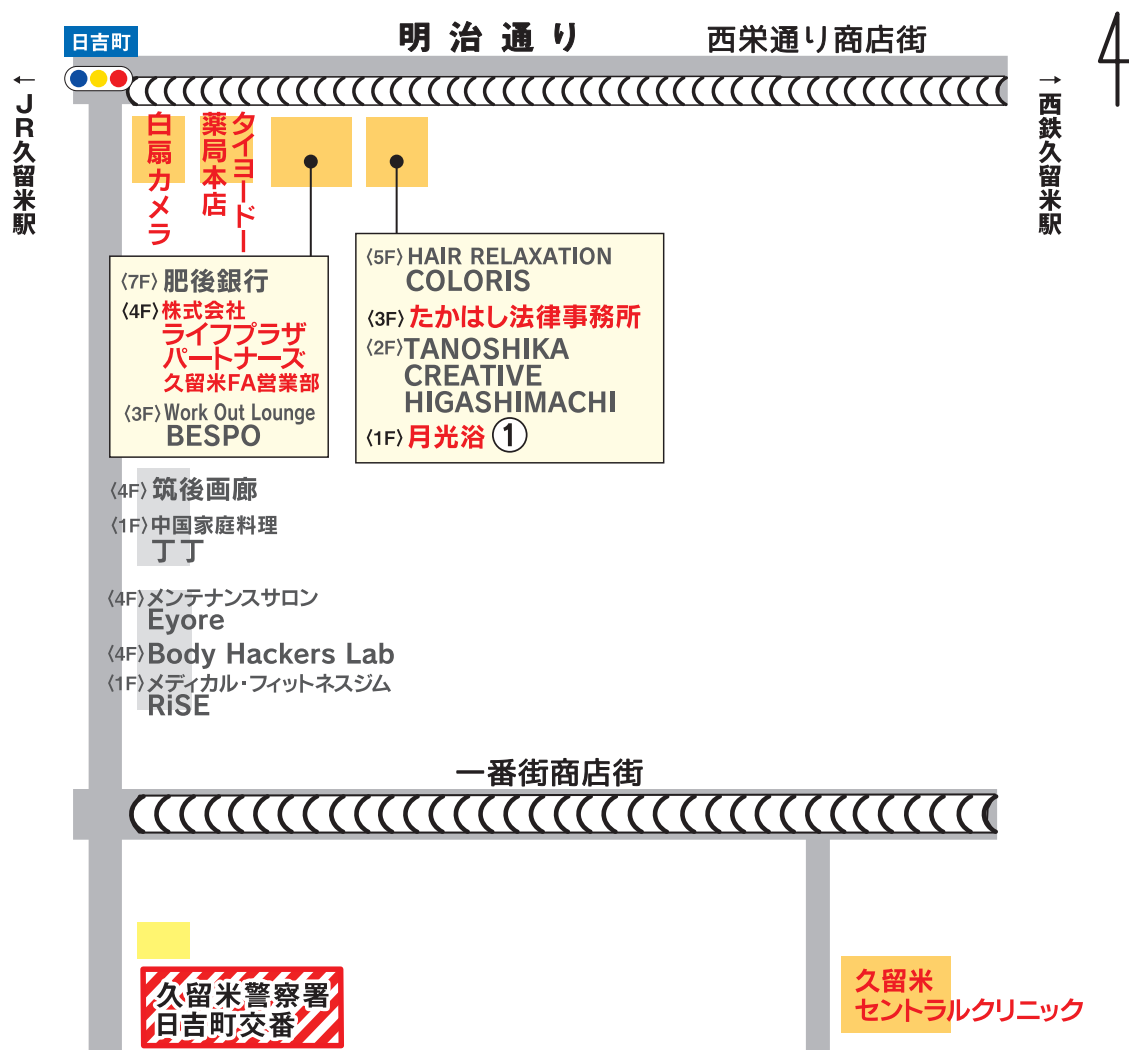 日吉町
明治通り
西栄通り商店街
4
←JR久留米駅
→西鉄久留米駅
白扇カメラ
タイヨードー
薬局本店
〈7F〉肥後銀行
〈4F〉株式会社
ライフプラザ
パートナーズ
久留米FA営業部
〈3F〉Work Out Lounge
BESPO
〈5F〉HAIR RELAXATION
COLORIS
〈3F〉たかはし法律事務所
〈2F〉TANOSHIKA
CREATIVE
HIGASHIMACHI
〈1F〉月光浴①
〈4F〉筑後画廊
〈1F〉中国家庭料理
丁丁
〈4F〉メンテナンスサロン
Eyore
〈4F〉Body Hackers Lab
〈1F〉メディカル・フィットネスジム
RiSE
一番街商店街
久留米警察署
日吉町交番
久留米
セントラルクリニック